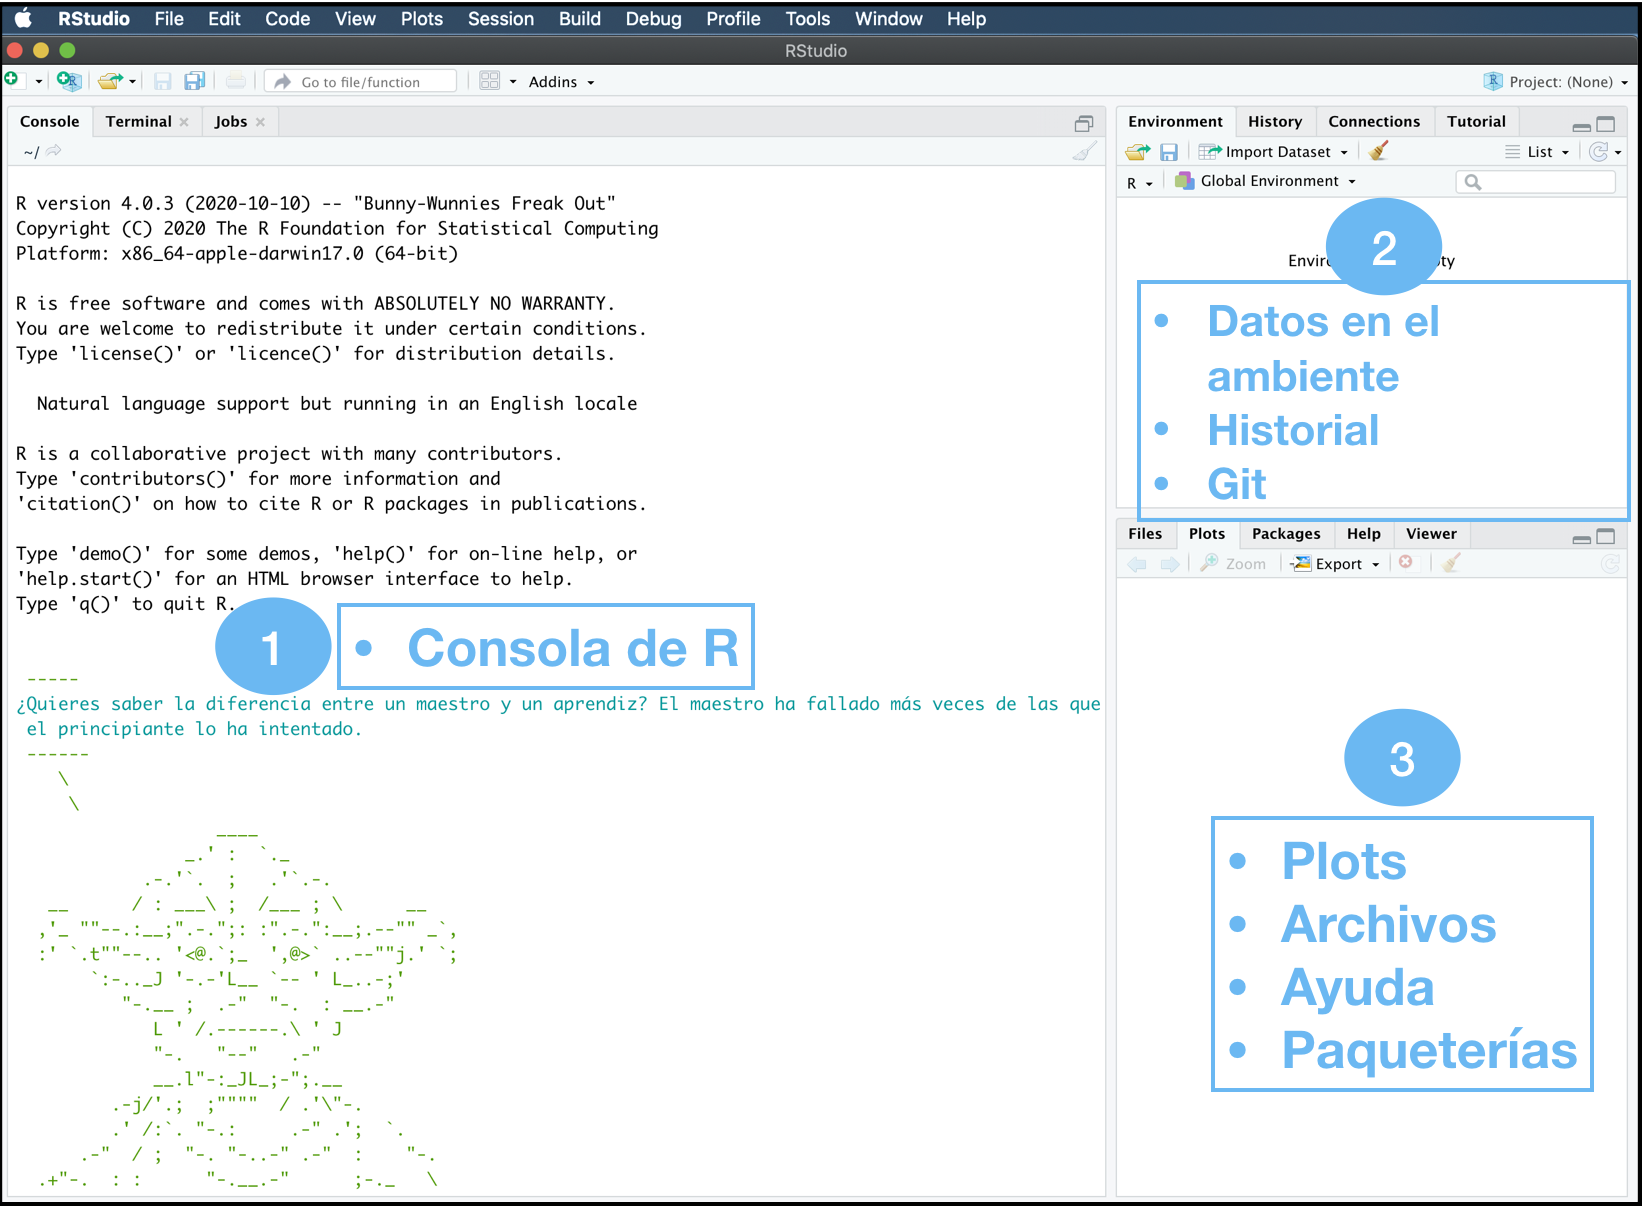 RStudio File Edit Code View Plots Session Build Debug Profile Tools Window Help
RStudio
Go to file/function Addins Project: (None)
Console Terminal Jobs
~/
R version 4.0.3 (2020-10-10) -- "Bunny-Wunnies Freak Out"
Copyright (C) 2020 The R Foundation for Statistical Computing
Platform: x86_64-apple-darwin17.0 (64-bit)
R is free software and comes with ABSOLUTELY NO WARRANTY.
You are welcome to redistribute it under certain conditions.
Type 'license()' or 'licence()' for distribution details.
Natural language support but running in an English locale
R is a collaborative project with many contributors.
Type 'contributors()' for more information and
'citation()' on how to cite R or R packages in publications.
Type 'demo()' for some demos, 'help()' for on-line help, or
'help.start()' for an HTML browser interface to help.
Type 'q()' to quit R.
1
• Consola de R
-----
¿Quieres saber la diferencia entre un maestro y un aprendiz? El maestro ha fallado más veces de las que
el principiante lo ha intentado.
------
Environment History Connections Tutorial
Import Dataset List
R Global Environment
2
• Datos en el
ambiente
• Historial
• Git
Files Plots Packages Help Viewer
Zoom Export
3
• Plots
• Archivos
• Ayuda
• Paqueterías